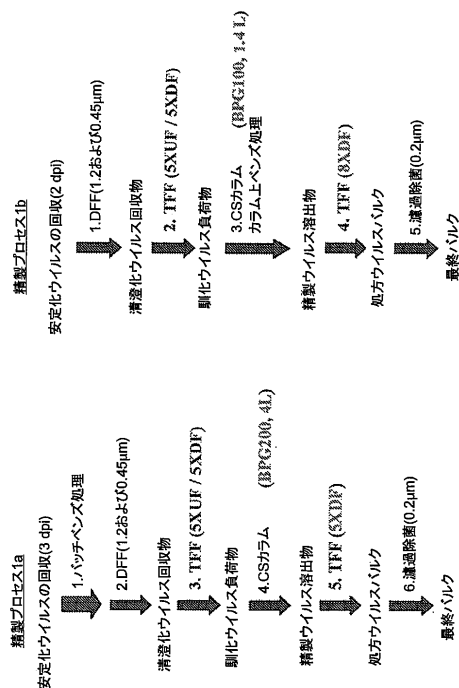 精製プロセス1a
安定化ウイルスの回収(3 dpi)
1.バッチベンズ処理
2.DFF(1.2および0.45μm)
清澄化ウイルス回収物
3. TFF (5XUF / 5XDF)
馴化ウイルス負荷物
4.CSカラム (BPG200, 4L)
精製ウイルス溶出物
5. TFF (5XDF)
処方ウイルスバルク
6.濾過除菌(0.2μm)
最終バルク
精製プロセス1b
安定化ウイルスの回収(2 dpi)
1.DFF(1.2および0.45μm)
清澄化ウイルス回収物
2. TFF (5XUF / 5XDF)
馴化ウイルス負荷物
3.CSカラム (BPG100, 1.4 L)
カラム上ベンズ処理
精製ウイルス溶出物
4. TFF (8XDF)
処方ウイルスバルク
5.濾過除菌(0.2μm)
最終バルク